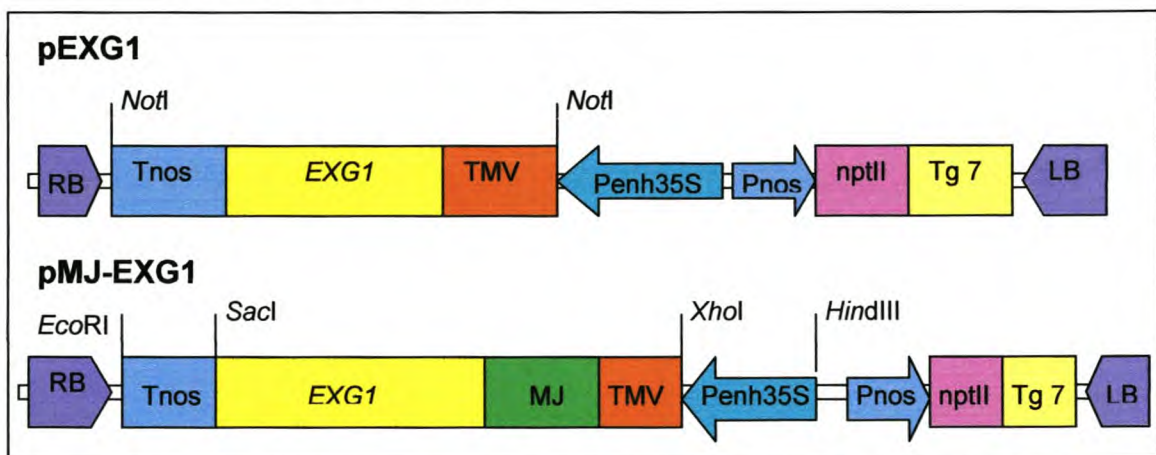 pEXG1
NotI NotI
RB Tnos EXG1 TMV Penh35S Pnos nptII Tg 7 LB
pMJ-EXG1
EcoRI SacI XhoI HindIII
RB Tnos EXG1 MJ TMV Penh35S Pnos nptII Tg 7 LB